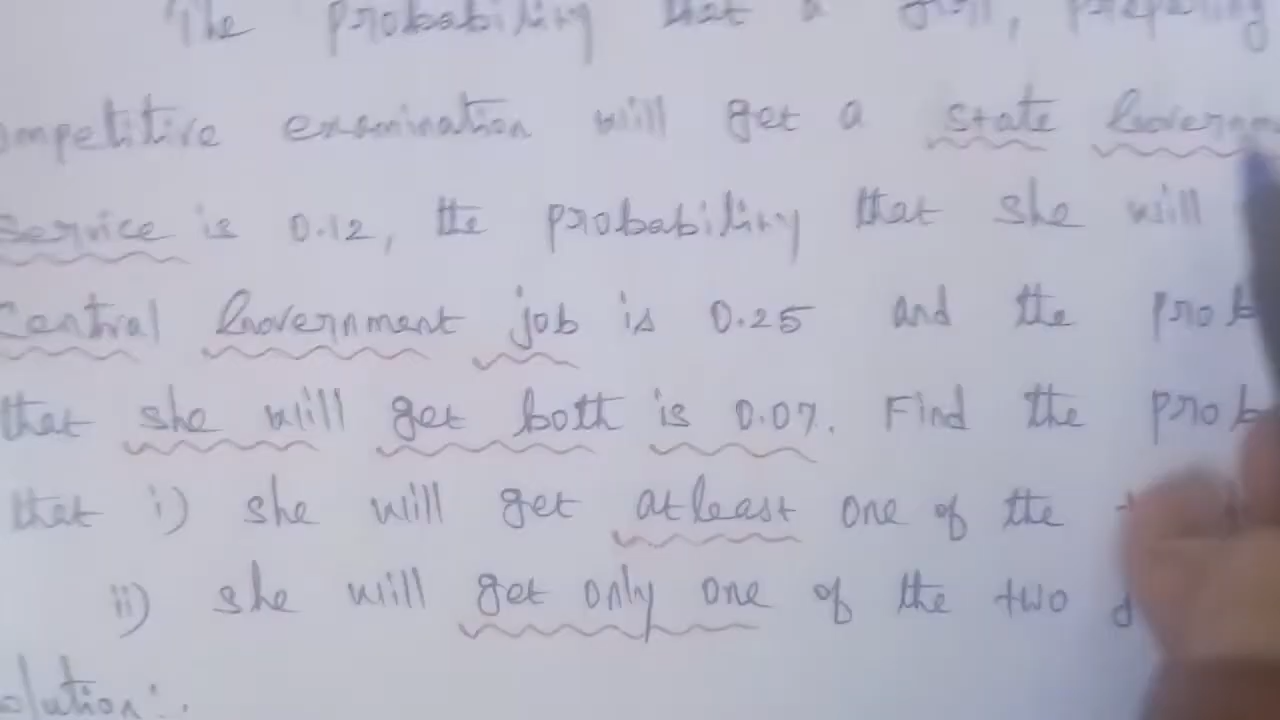 The probability that a girl, preparing
ompetitive examination will get a state Governm
Service is 0.12, the probability that she will
Central Government job is 0.25 and the prob
that she will get both is 0.07. Find the prob
that i) she will get atleast one of the
ii) she will get only one of the two
olution:.